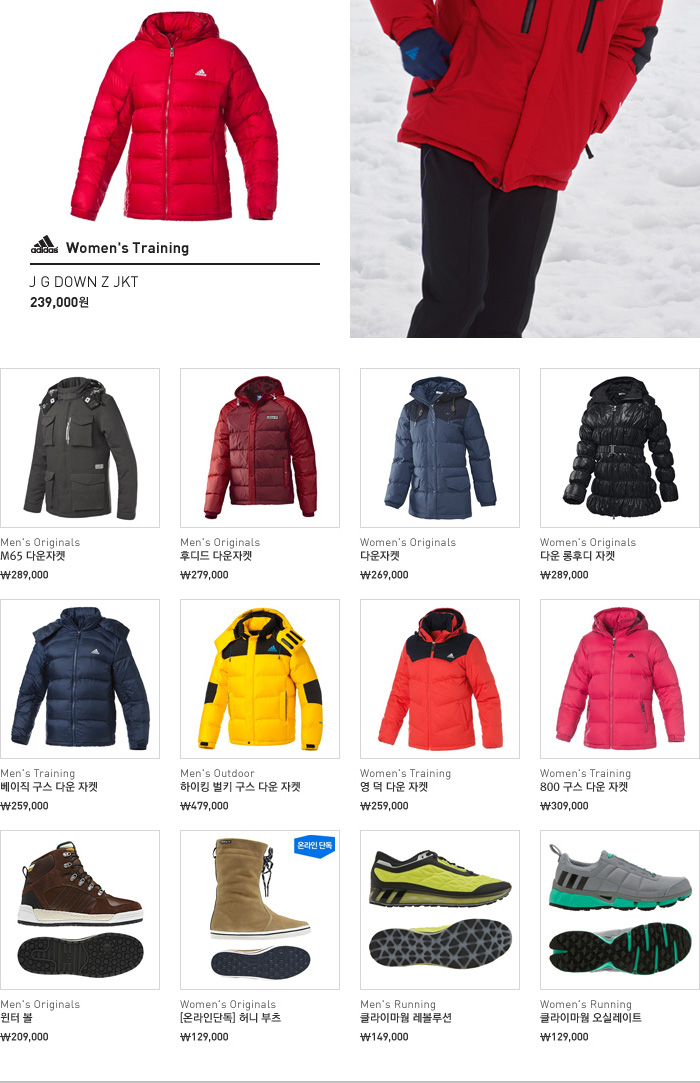 adidas Women's Training
J G DOWN Z JKT
239,000원
Men's Originals
M65 다운자켓
₩289,000
Men's Originals
후디드 다운자켓
₩279,000
Women's Originals
다운자켓
₩269,000
Women's Originals
다운 롱후디 자켓
₩289,000
Men's Training
베이직 구스 다운 자켓
₩259,000
Men's Outdoor
하이킹 벌키 구스 다운 자켓
₩479,000
Women's Training
영 덕 다운 자켓
₩259,000
Women's Training
800 구스 다운 자켓
₩309,000
Men's Originals
윈터 볼
₩209,000
온라인 단독
Women's Originals
[온라인단독] 허니 부츠
₩129,000
Men's Running
클라이마웜 레볼루션
₩149,000
Women's Running
클라이마웜 오실레이트
₩129,000